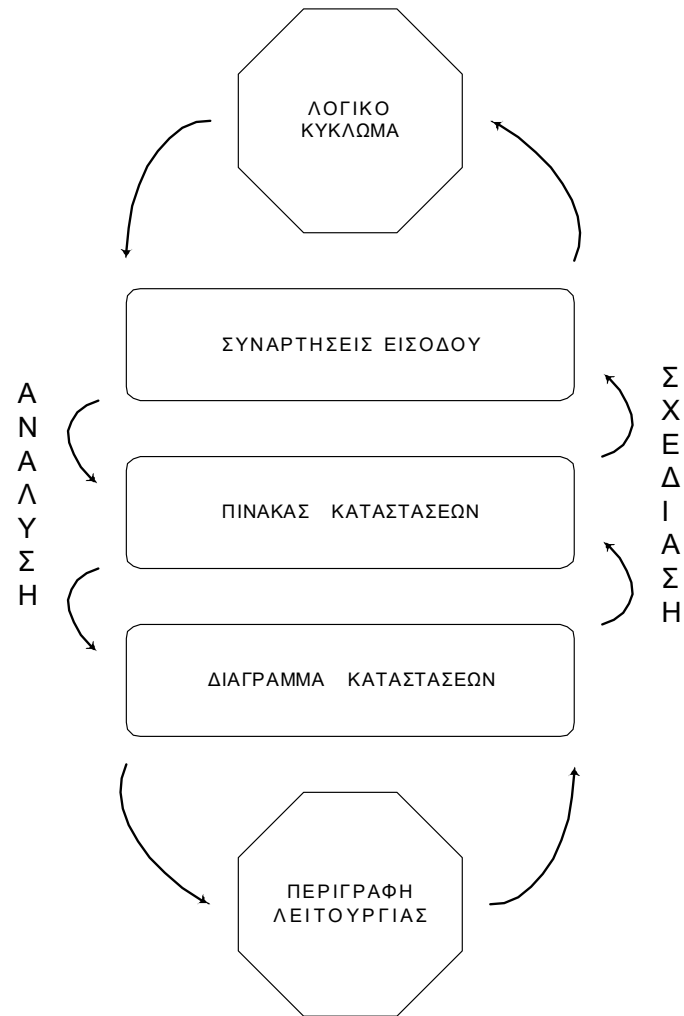 ΛΟΓΙΚΟ
ΚΥΚΛΩΜΑ
ΣΥΝΑΡΤΗΣΕΙΣ ΕΙΣΟΔΟΥ
ΑΝΑΛΥΣΗ
ΣΧΕΔΙΑΣΗ
ΠΙΝΑΚΑΣ ΚΑΤΑΣΤΑΣΕΩΝ
ΔΙΑΓΡΑΜΜΑ ΚΑΤΑΣΤΑΣΕΩΝ
ΠΕΡΙΓΡΑΦΗ
ΛΕΙΤΟΥΡΓΙΑΣ